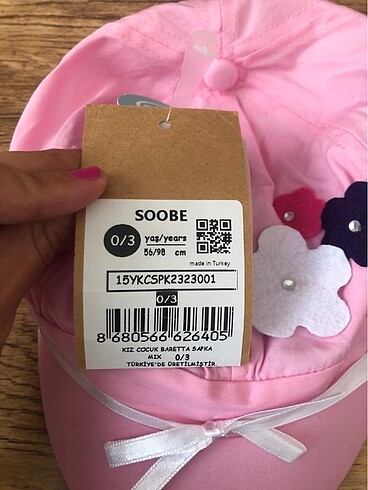 SOOBE
0/3 yaş/years
56/98 cm
made in Turkey
15YKCSPK2323001
0/3
8 680566 626405
KIZ COCUK BARETTA SAPKA
MIX 0/3
TÜRKİYE'DE ÜRETİLMİŞTİR.